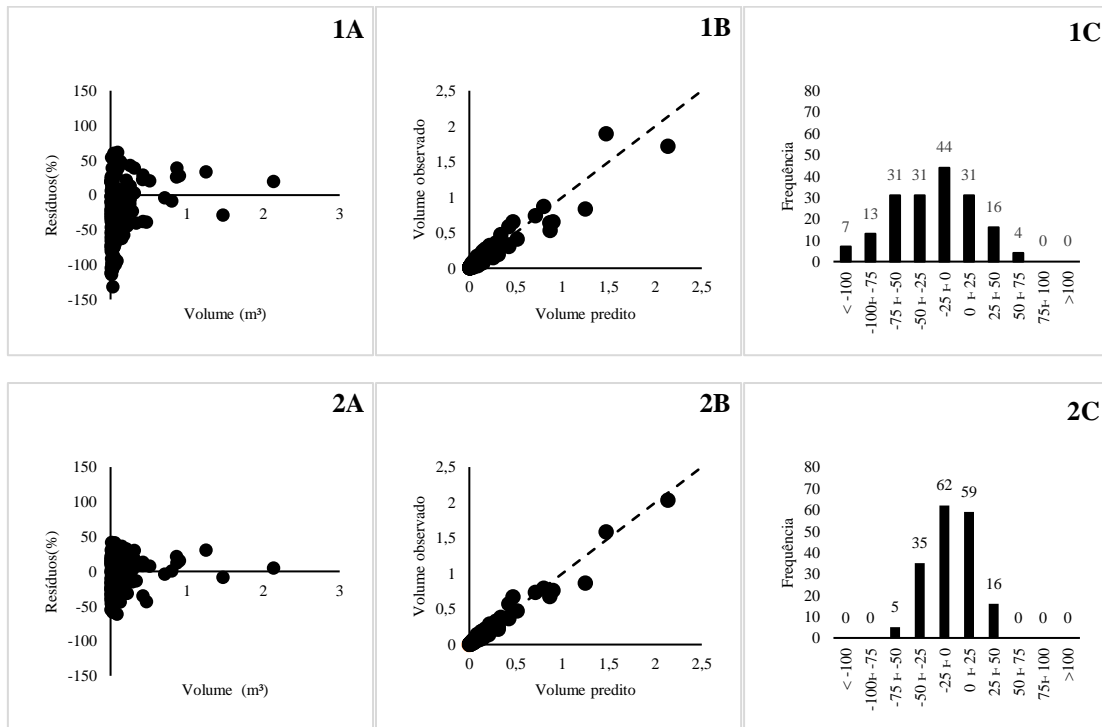 1A
150
100
50
0
-50
-100
-150
1
2
3
Resíduos(%)
Volume (m³)
1B
2,5
2
1,5
1
0,5
0
0
0,5
1
1,5
2
2,5
Volume observado
Volume predito
1C
80
70
60
50
40
30
20
10
0
Frequência
7
13
31
31
44
31
16
4
0
0
< -100
-100ı- -75
-75 ı- -50
-50 ı- -25
-25 ı- 0
0 ı- 25
25 ı- 50
50 ı- 75
75ı- 100
>100
2A
150
100
50
0
-50
-100
-150
1
2
3
Resíduos(%)
Volume (m³)
2B
2,5
2
1,5
1
0,5
0
0
0,5
1
1,5
2
2,5
Volume observado
Volume predito
2C
80
70
60
50
40
30
20
10
0
Frequência
0
0
5
35
62
59
16
0
0
0
< -100
-100ı- -75
-75 ı- -50
-50 ı- -25
-25 ı- 0
0 ı- 25
25 ı- 50
50 ı- 75
75ı- 100
>100